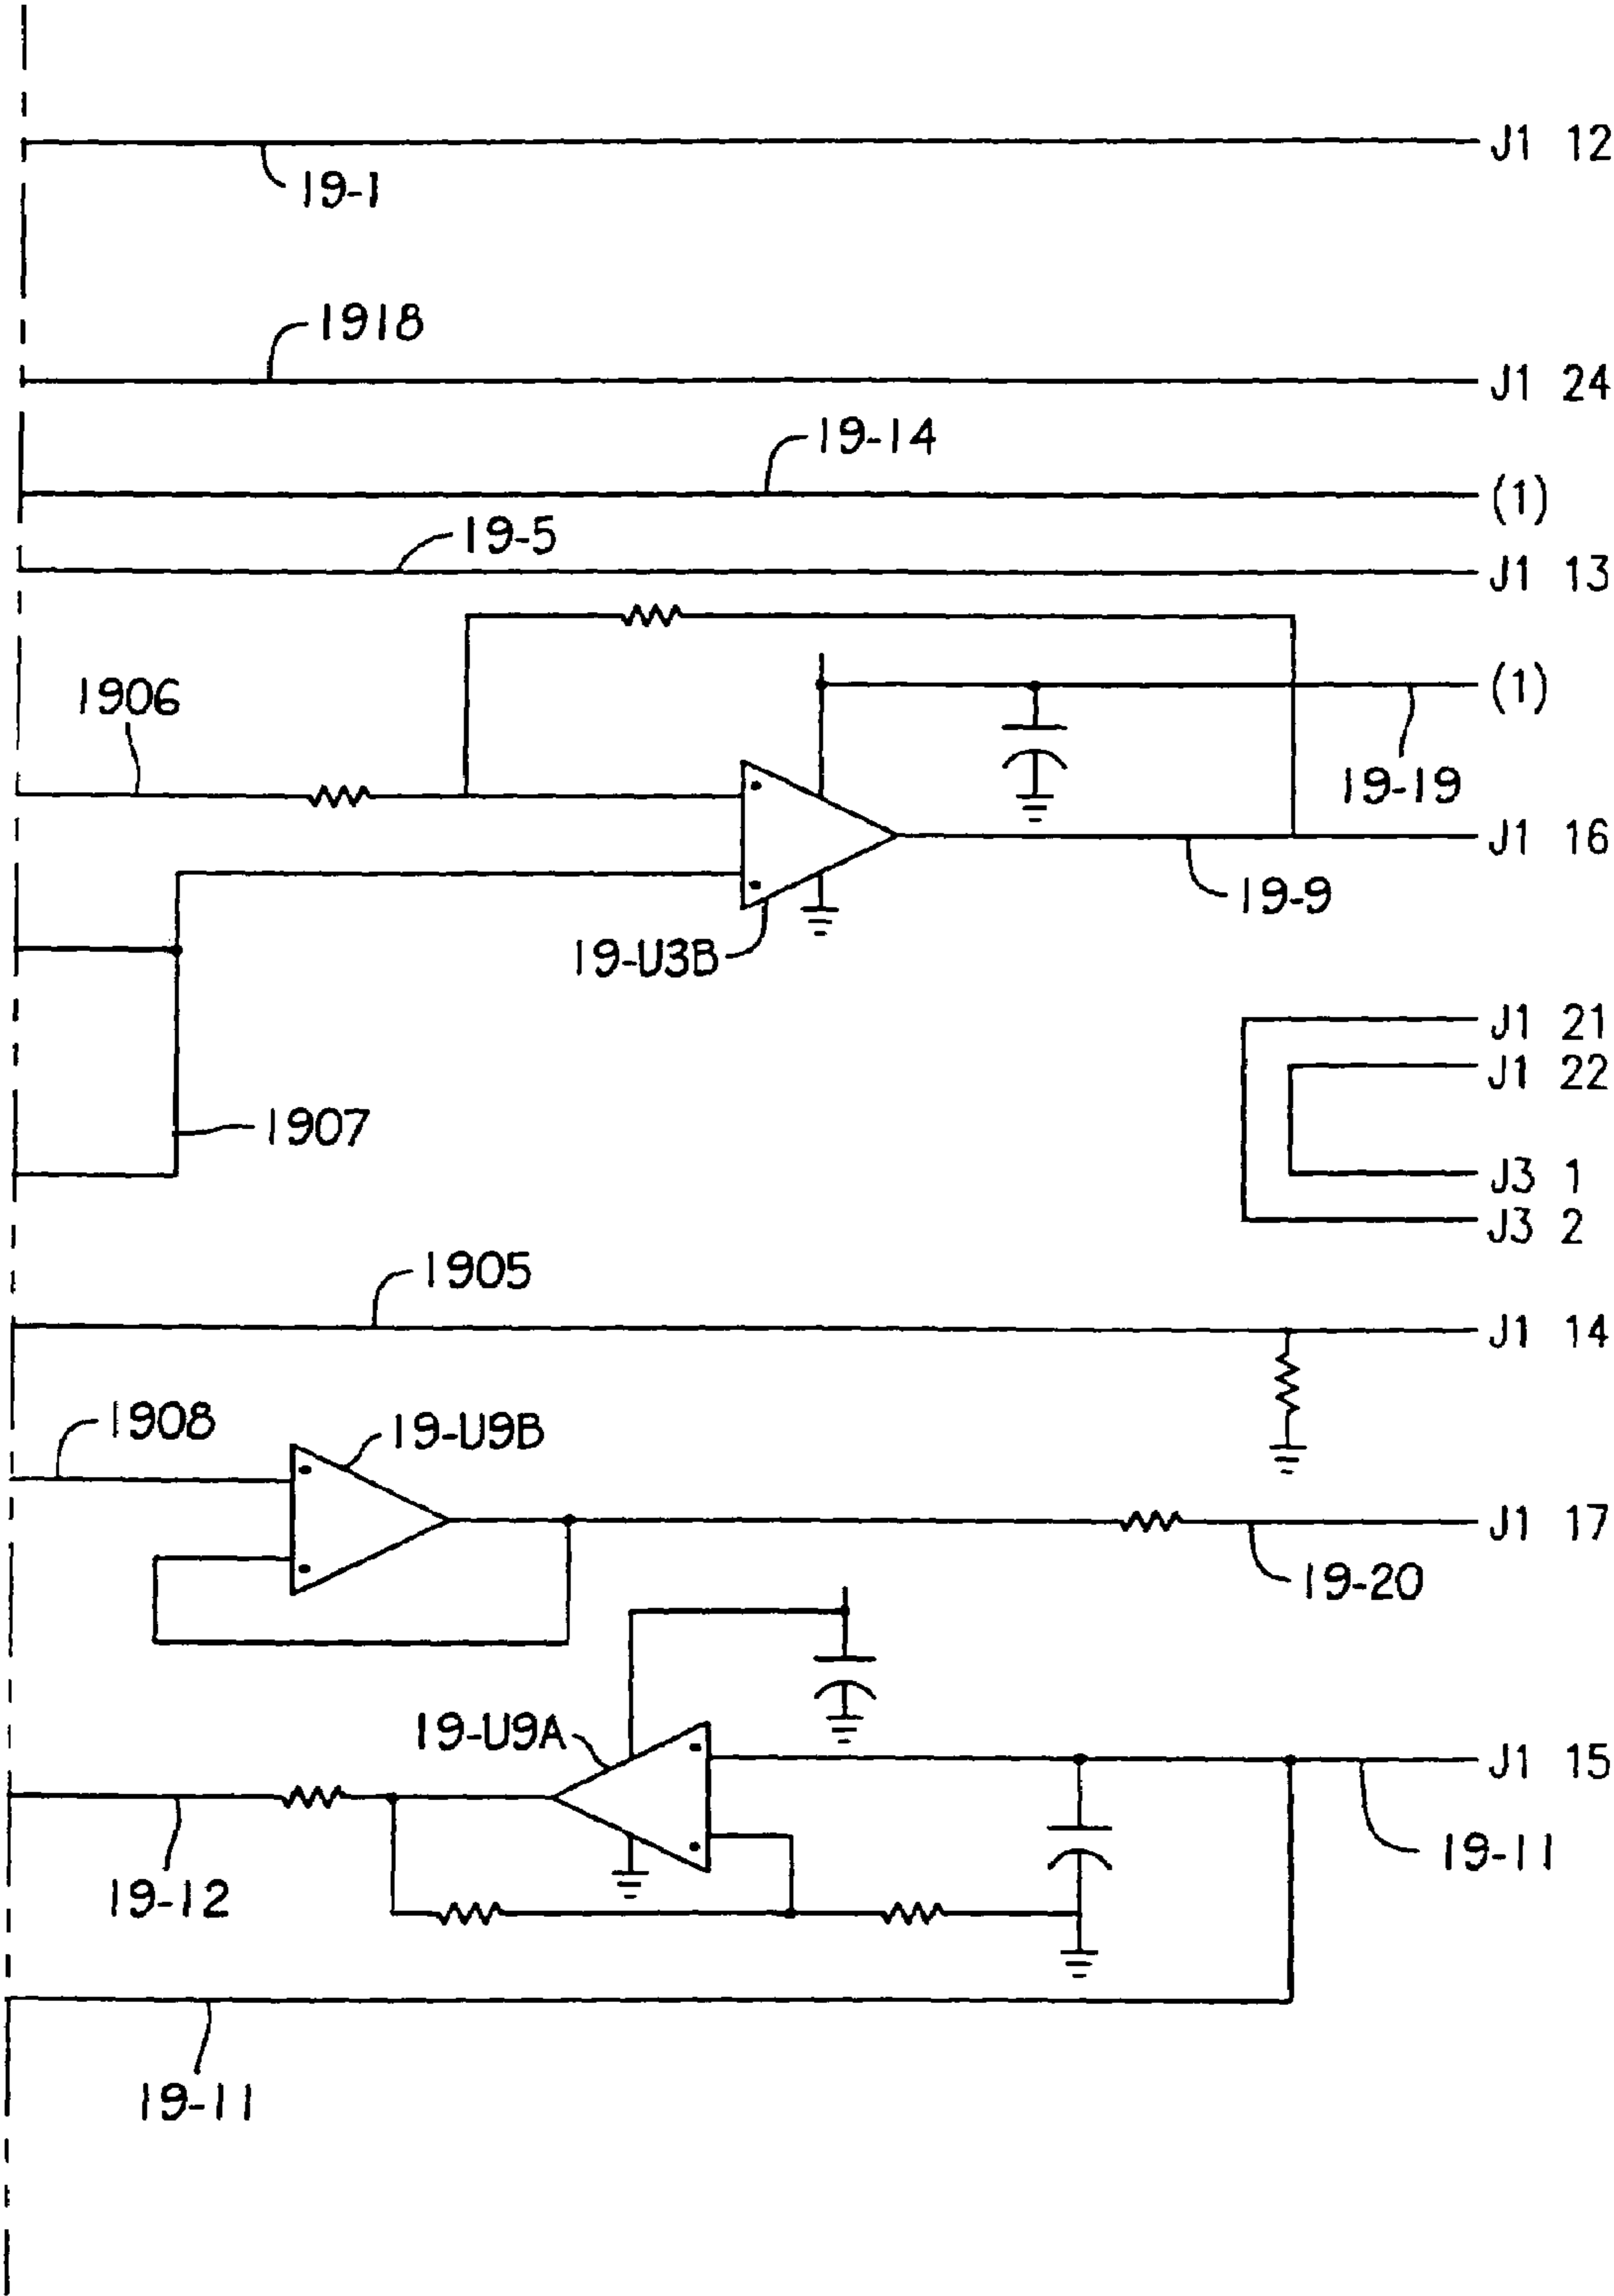 J1 12
19-1
1918
J1 24
19-14
(1)
19-5
J1 13
1906
(1)
19-19
J1 16
19-9
19-U3B
J1 21
J1 22
1907
J3 1
J3 2
1905
J1 14
1908
19-U9B
J1 17
19-20
19-U9A
J1 15
19-11
19-12
19-11